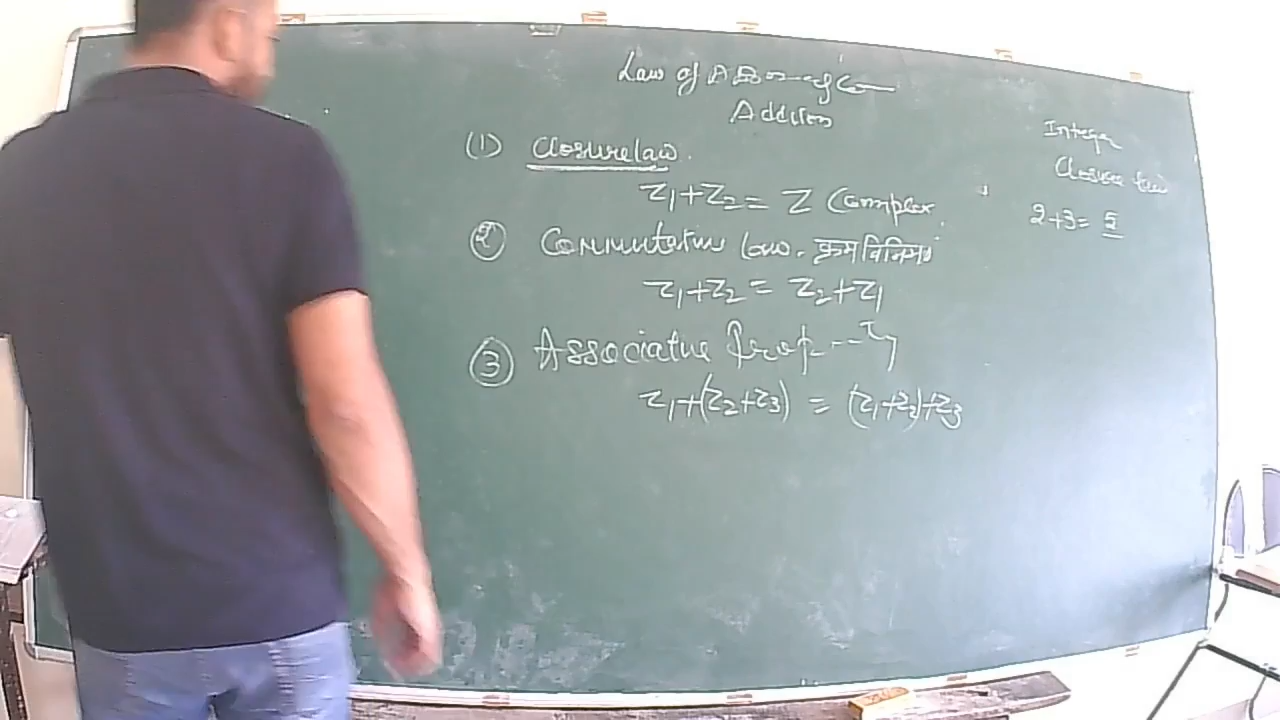 Law of
Addition
(1) Closure law.
z₁+z₂ = z Complex
② Commutative law. क्रम विनिमय
z₁+z₂ = z₂+z₁
③ Associative Property
z₁+(z₂+z₃) = (z₁+z₂)+z₃
Integer
Closure law
2+3= 5